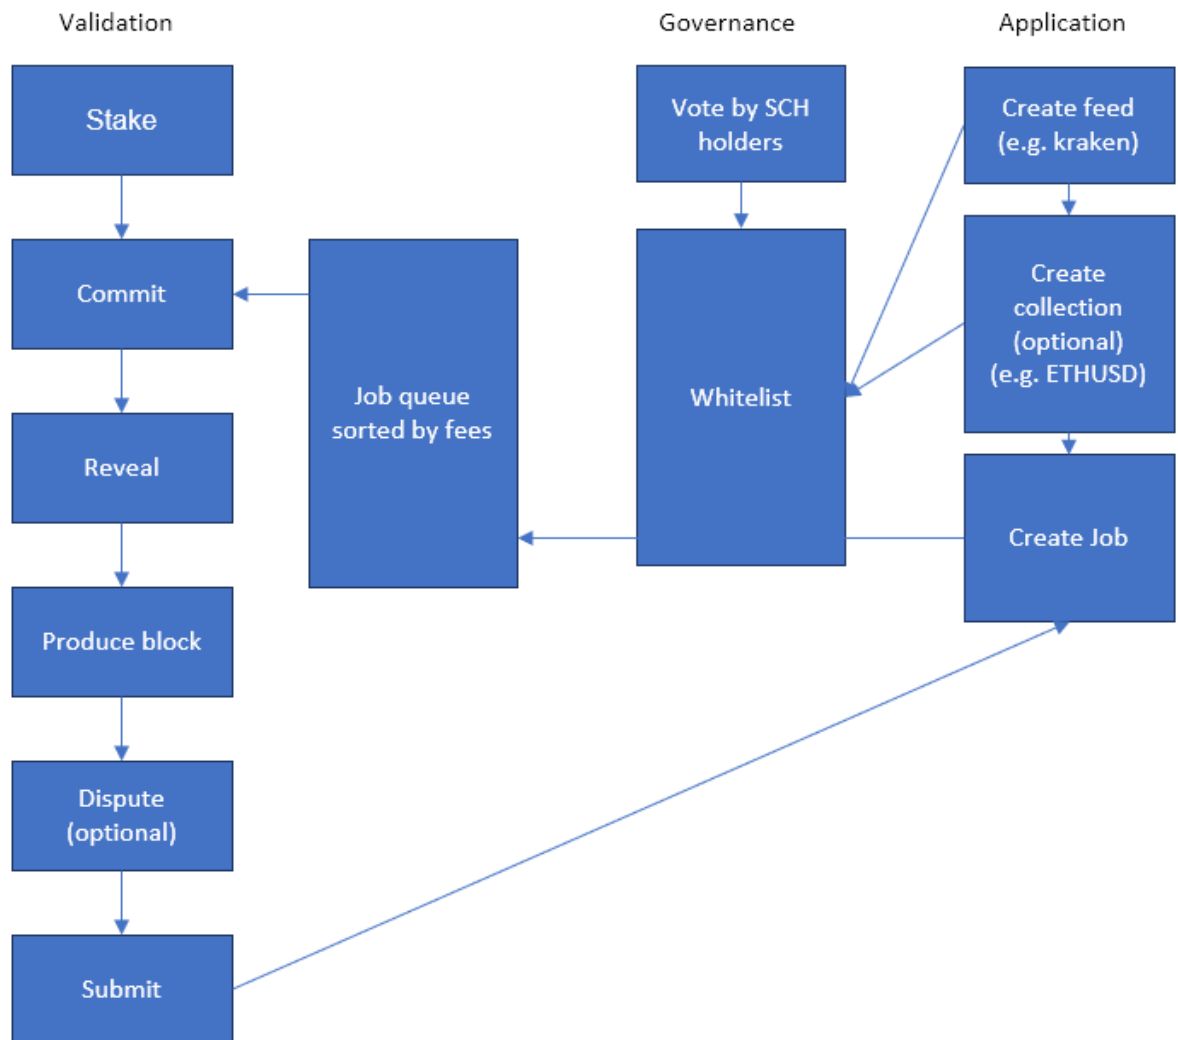 Validation
Governance
Application
Stake
Vote by SCH
holders
Create feed
(e.g. kraken)
Commit
Job queue
sorted by fees
Whitelist
Create
collection
(optional)
(e.g. ETHUSD)
Reveal
Create Job
Produce block
Dispute
(optional)
Submit